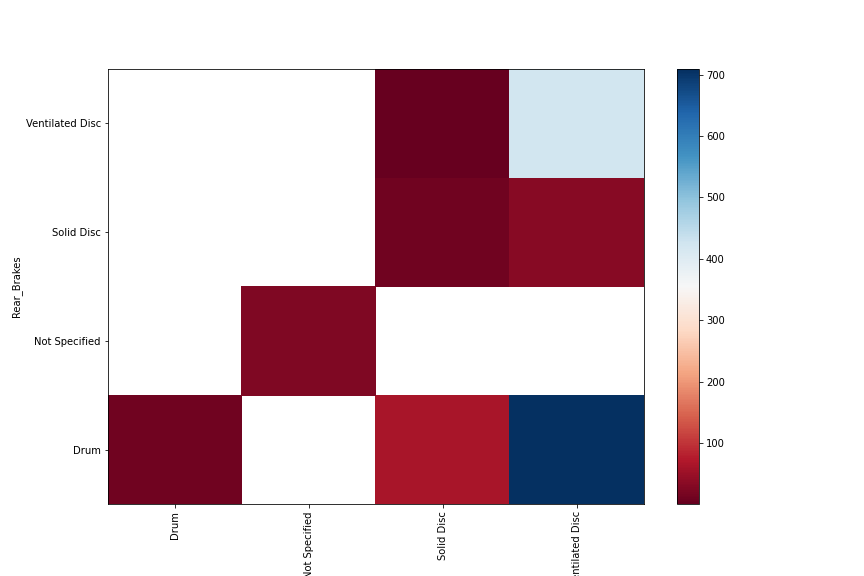 Ventilated Disc
Solid Disc
Not Specified
Drum
Rear_Brakes
Drum
Not Specified
Solid Disc
entilated Disc
700
600
500
400
300
200
100